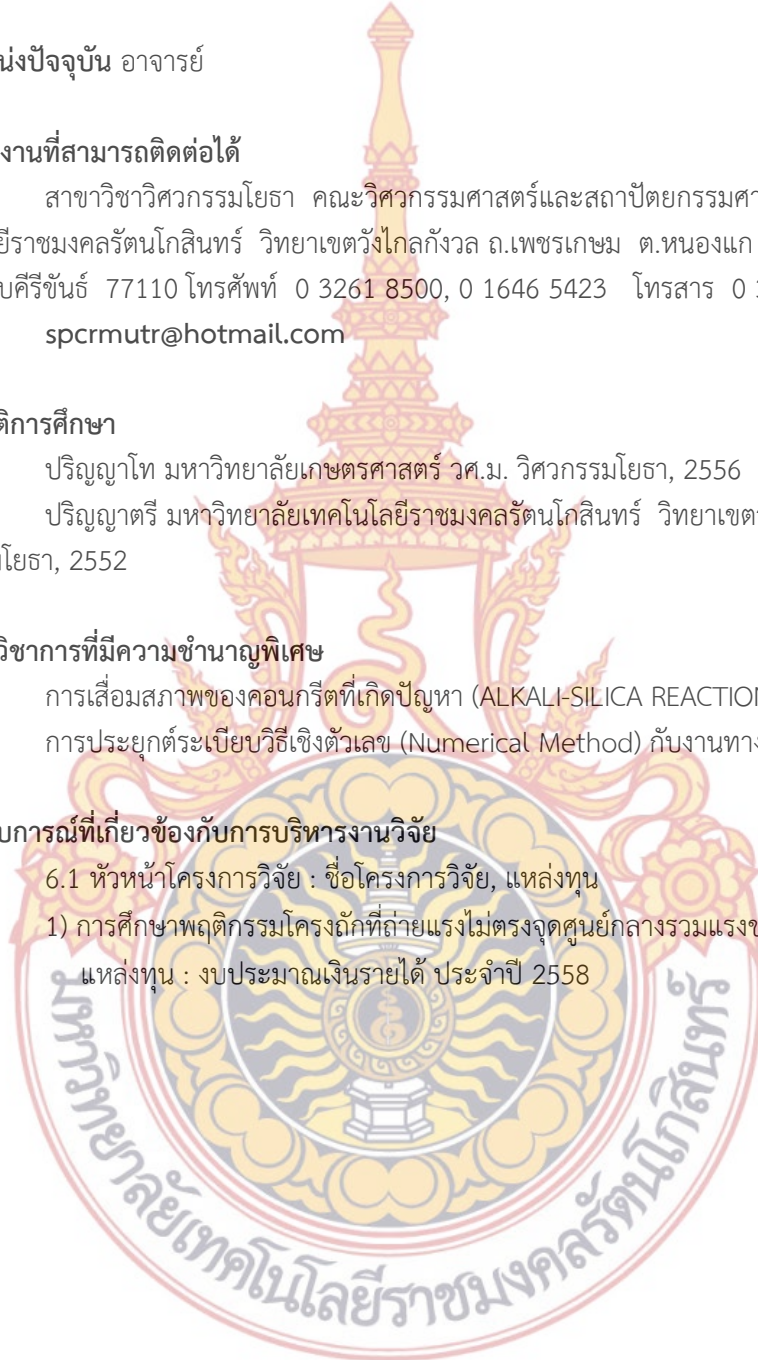 น่งปัจจุบัน อาจารย์
งานที่สามารถติดต่อได้
สาขาวิชาวิศวกรรมโยธา คณะวิศวกรรมศาสตร์และสถาปัตยกรรมศา
ยีราชมงคลรัตนโกสินทร์ วิทยาเขตวังไกลกังวล ถ.เพชรเกษม ต.หนองแก
บคีรีขันธ์ 77110 โทรศัพท์ 0 3261 8500, 0 1646 5423 โทรสาร 0
spcrmutr@hotmail.com
ติการศึกษา
ปริญญาโท มหาวิทยาลัยเกษตรศาสตร์ วศ.ม. วิศวกรรมโยธา, 2556
ปริญญาตรี มหาวิทยาลัยเทคโนโลยีราชมงคลรัตนโกสินทร์ วิทยาเขต
มโยธา, 2552
วิชาการที่มีความชำนาญพิเศษ
การเสื่อมสภาพของคอนกรีตที่เกิดปัญหา (ALKALI-SILICA REACTION
การประยุกต์ระเบียบวิธีเชิงตัวเลข (Numerical Method) กับงานทาง
บการณ์ที่เกี่ยวข้องกับการบริหารงานวิจัย
6.1 หัวหน้าโครงการวิจัย : ชื่อโครงการวิจัย, แหล่งทุน
1) การศึกษาพฤติกรรมโครงถักที่ถ่ายแรงไม่ตรงจุดศูนย์กลางรวมแรงข
แหล่งทุน : งบประมาณเงินรายได้ ประจำปี 2558
มหาวิทยาลัยเทคโนโลยีราชมงคลรัตนโกสินทร์